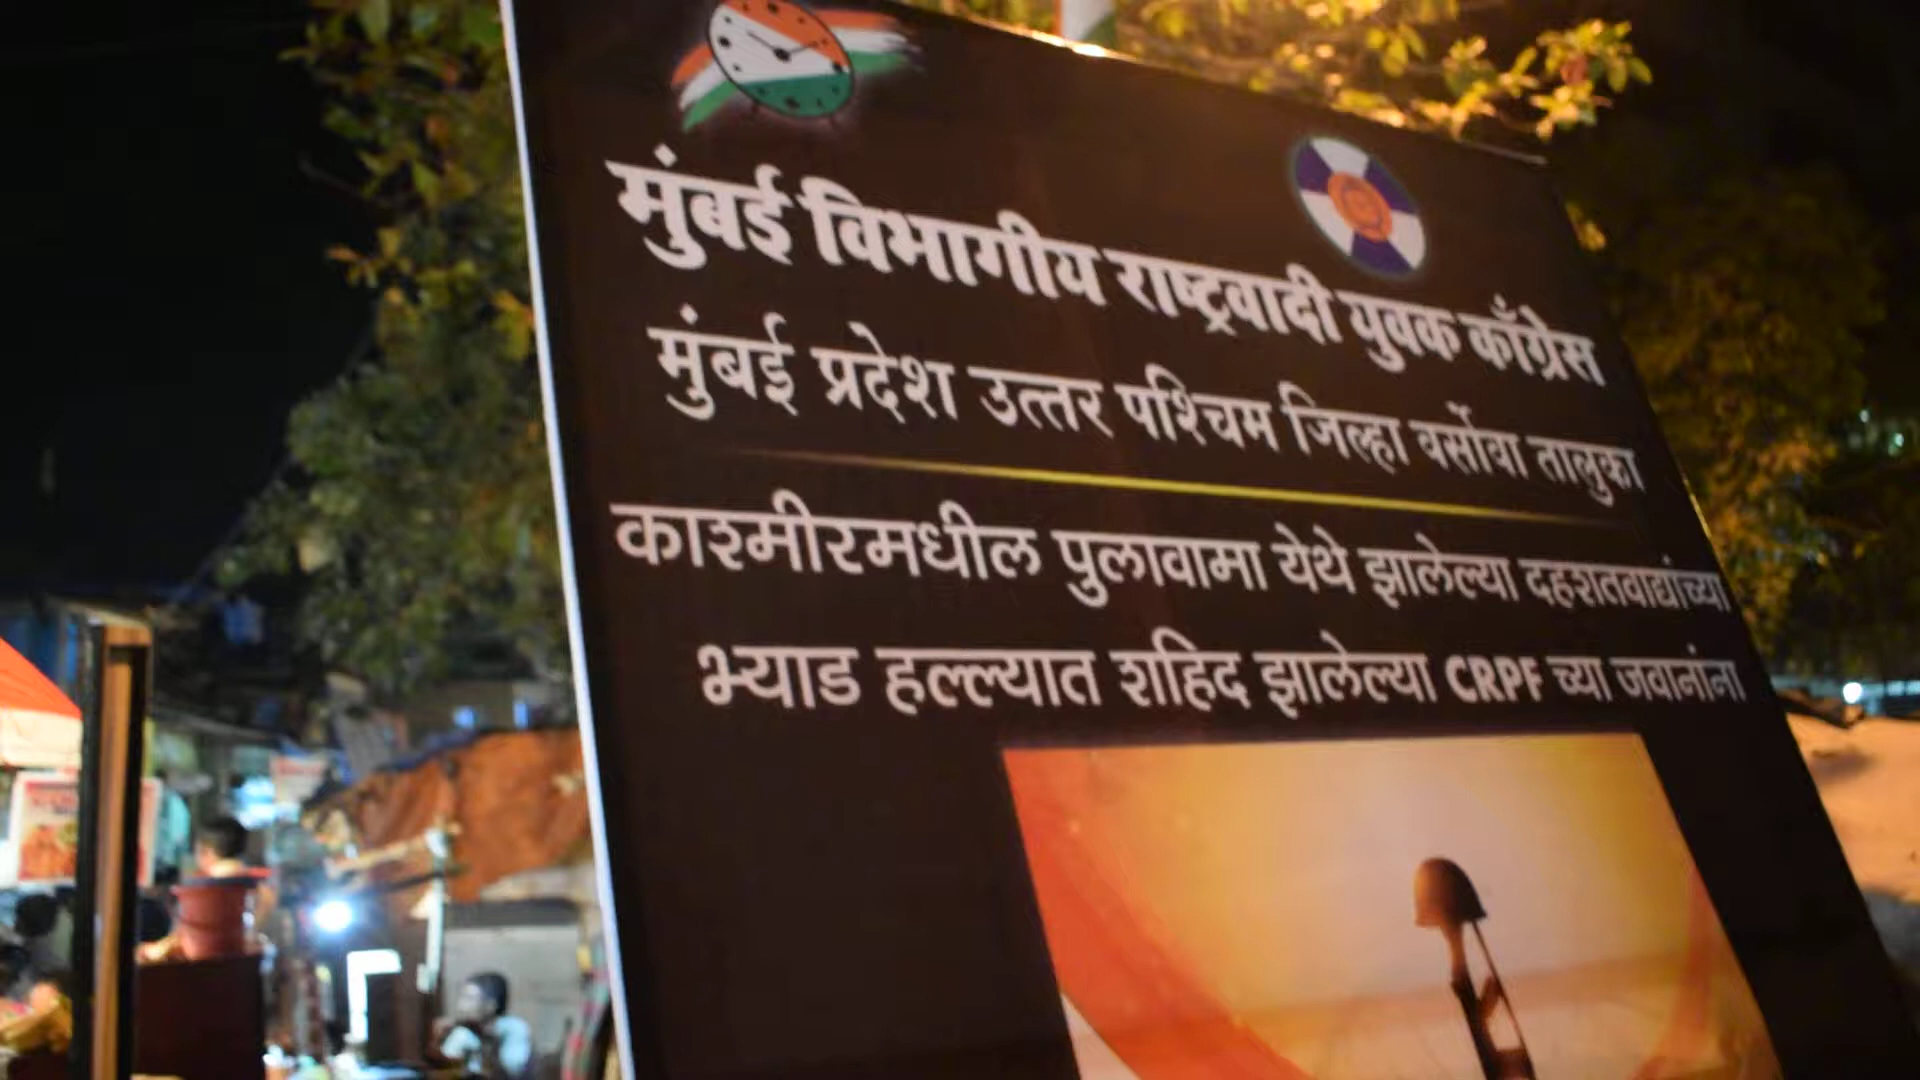 मुंबई विभागीय राष्ट्रवादी युवक काँग्रेस
मुंबई प्रदेश उत्तर पश्चिम जिल्हा वर्सोवा तालुका
काश्मीरमधील पुलावामा येथे झालेल्या दहशतवाद्यांच्या
भ्याड हल्ल्यात शहिद झालेल्या CRPF च्या जवानांना